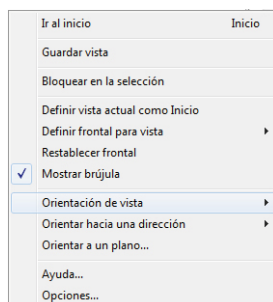 Ir al inicio Inicio
Guardar vista
Bloquear en la selección
Definir vista actual como Inicio
Definir frontal para vista
Restablecer frontal
Mostrar brújula
Orientación de vista
Orientar hacia una dirección
Orientar a un plano...
Ayuda...
Opciones...